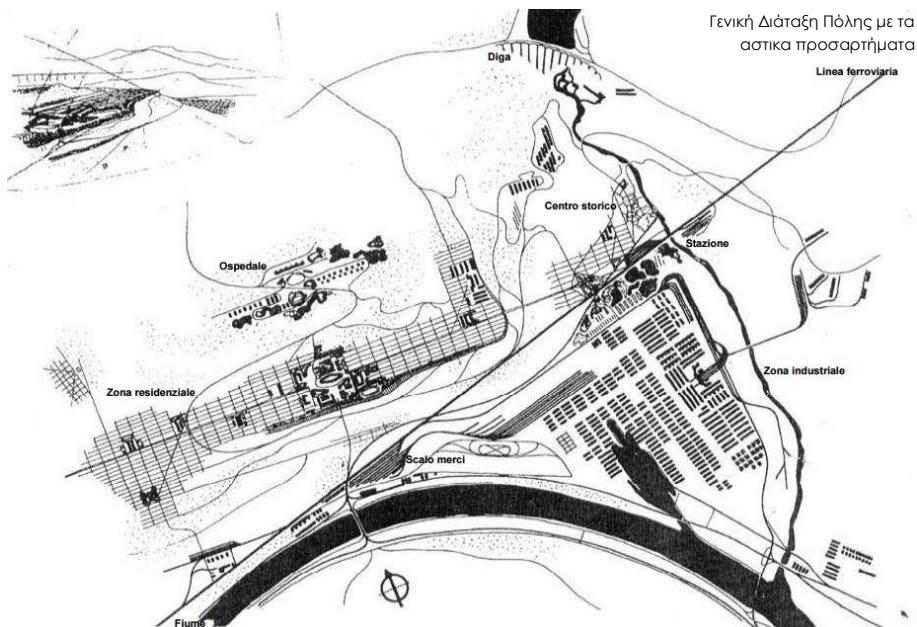 Γενική Διάταξη Πόλης με τα
αστικα προσαρτήματα
Diga
Linea ferroviaria
Centro storico
Stazione
Ospedale
Zona industriale
Zona residenziale
Scalo merci
Fiume